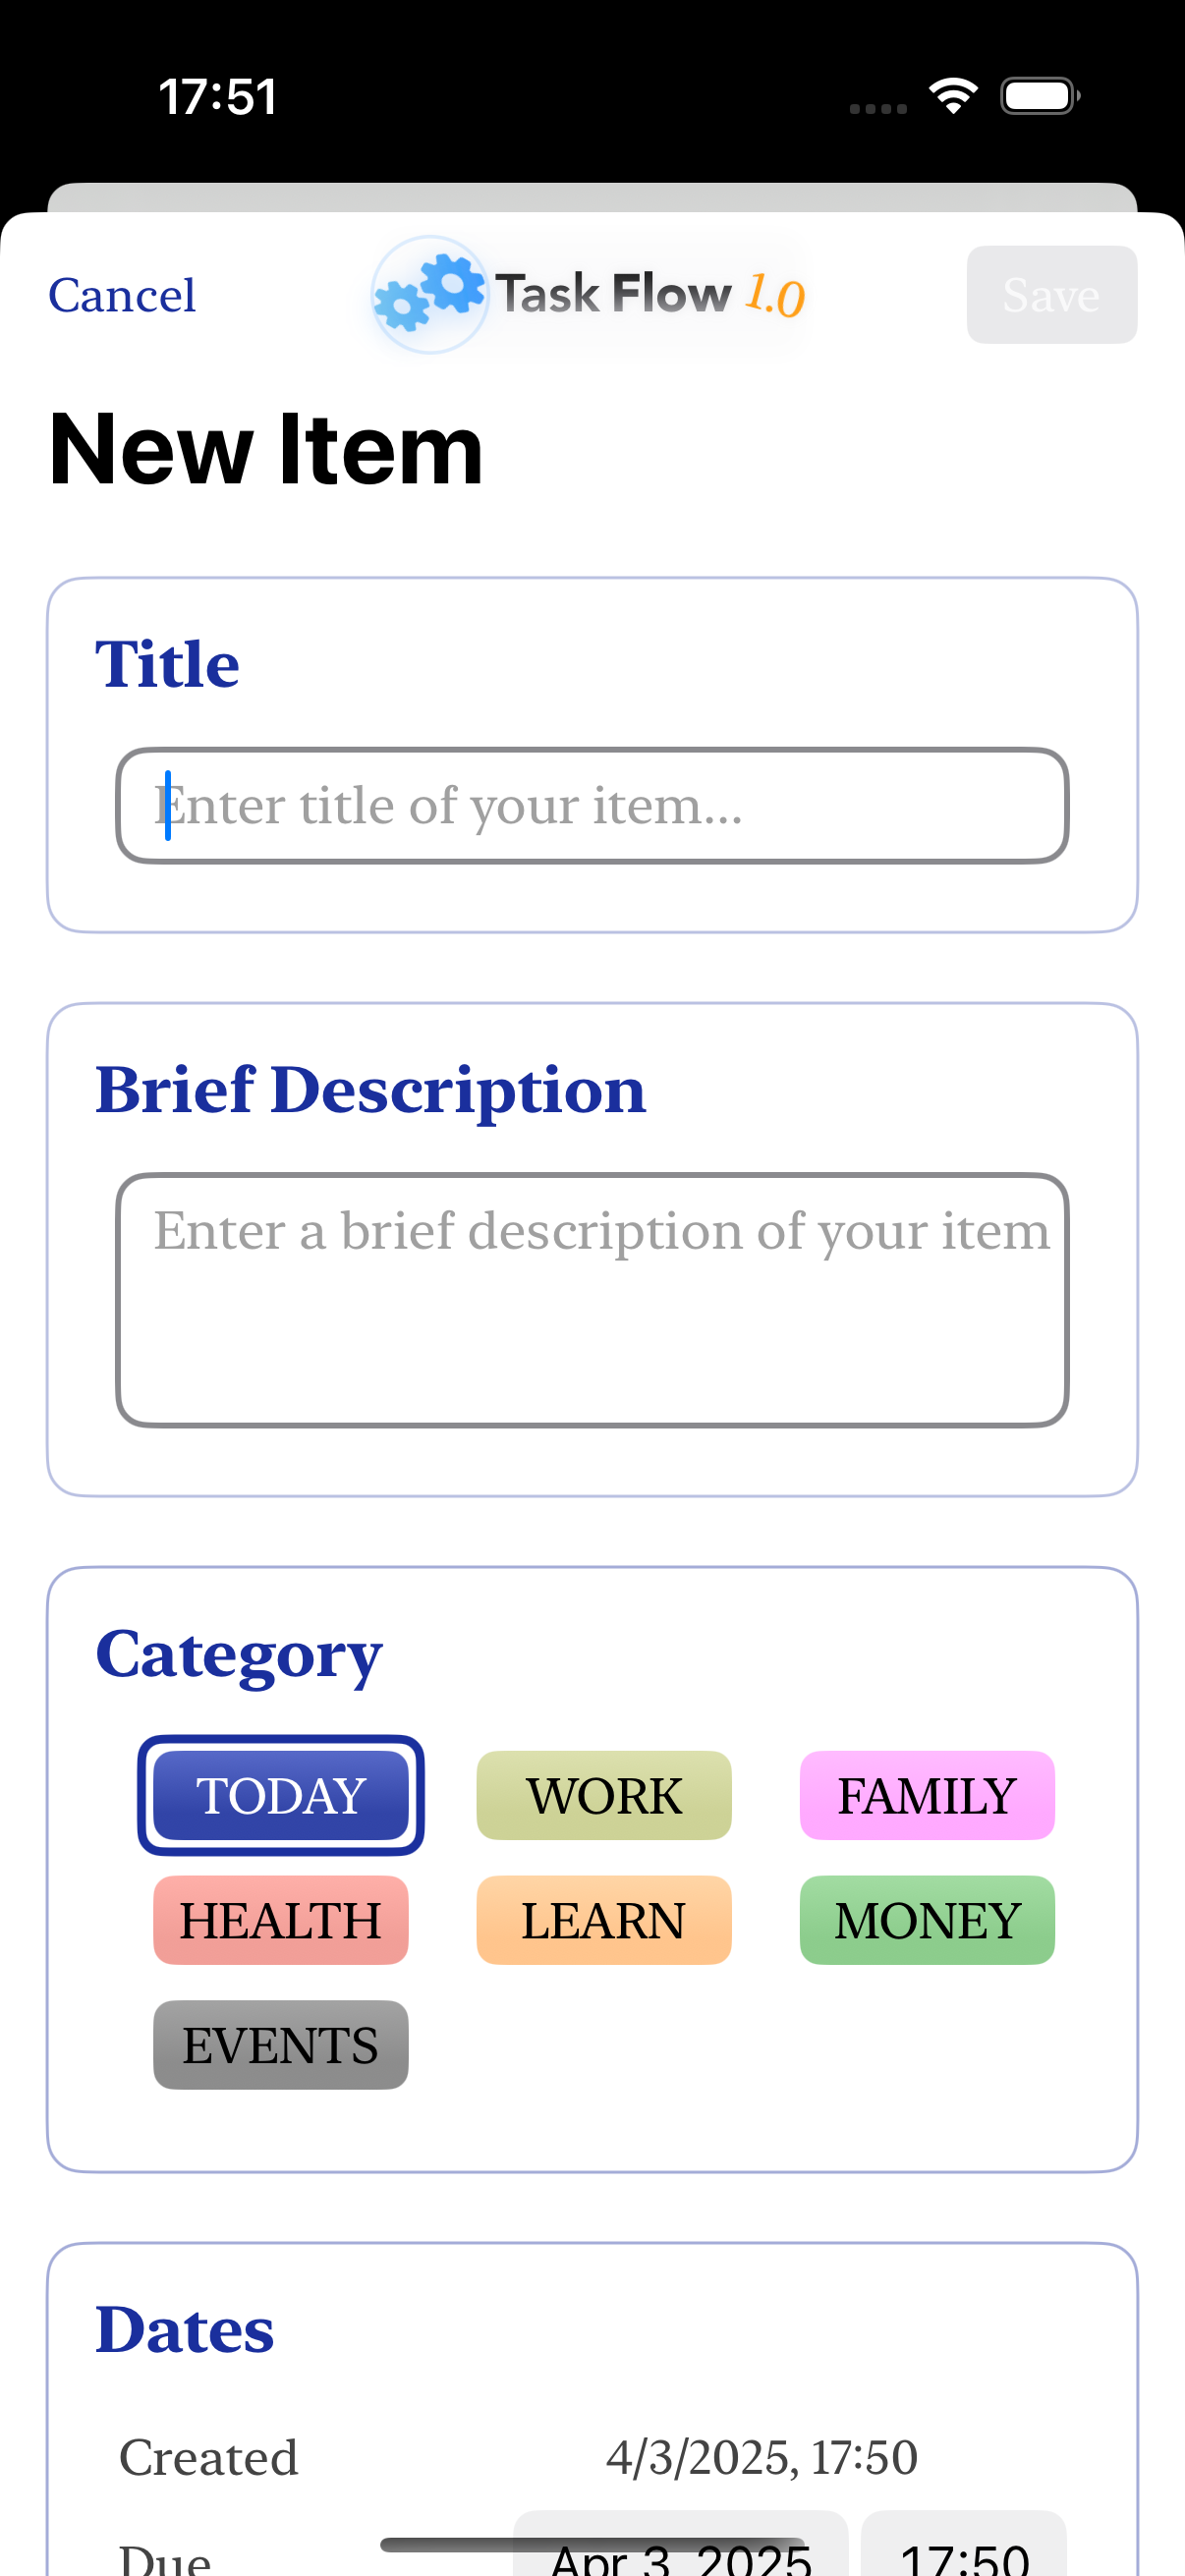 17:51
Cancel Task Flow 1.0 Save
New Item
Title
Enter title of your item...
Brief Description
Enter a brief description of your item
Category
TODAY WORK FAMILY
HEALTH LEARN MONEY
EVENTS
Dates
Created 4/3/2025, 17:50
Due Apr 3, 2025 17:50